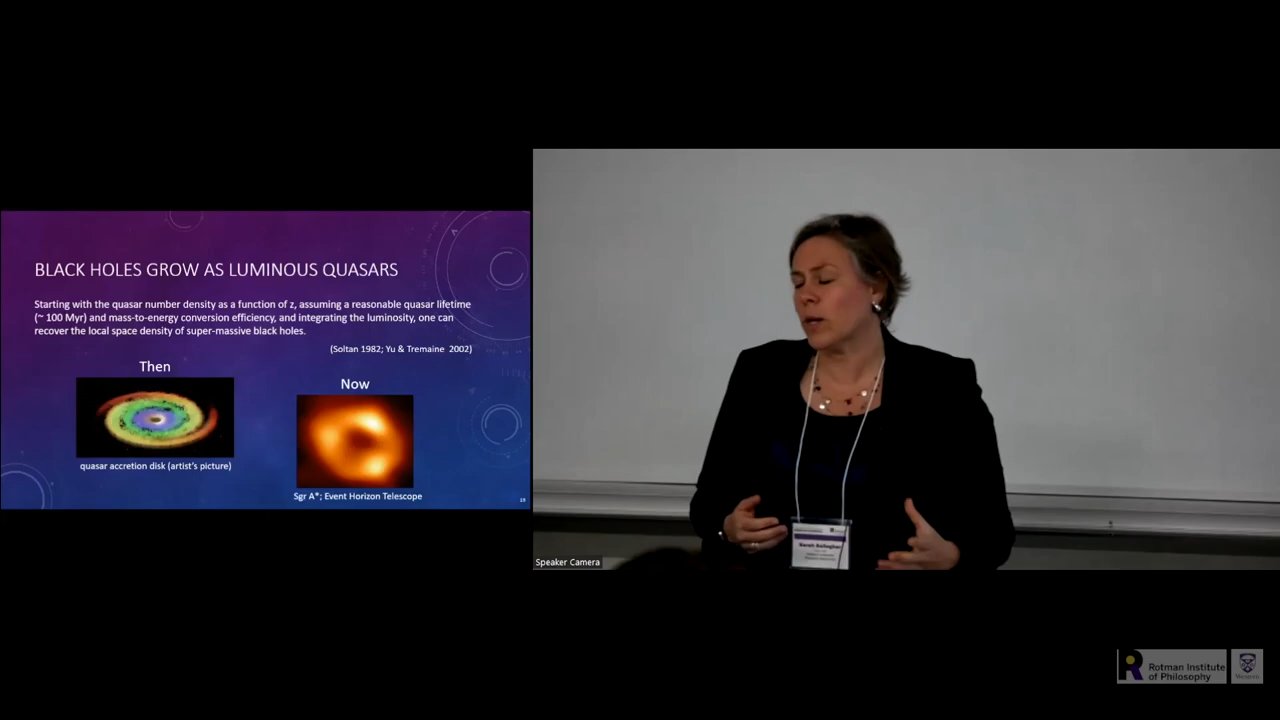 BLACK HOLES GROW AS LUMINOUS QUASARS
Starting with the quasar number density as a function of z, assuming a reasonable quasar lifetime
(~ 100 Myr) and mass-to-energy conversion efficiency, and integrating the luminosity, one can
recover the local space density of super-massive black holes.
(Soltan 1982; Yu & Tremaine 2002)
Then
Now
quasar accretion disk (artist's picture)
Sgr A*; Event Horizon Telescope
Sarah Gallagher
Speaker Camera
Rotman Institute
of Philosophy
Western